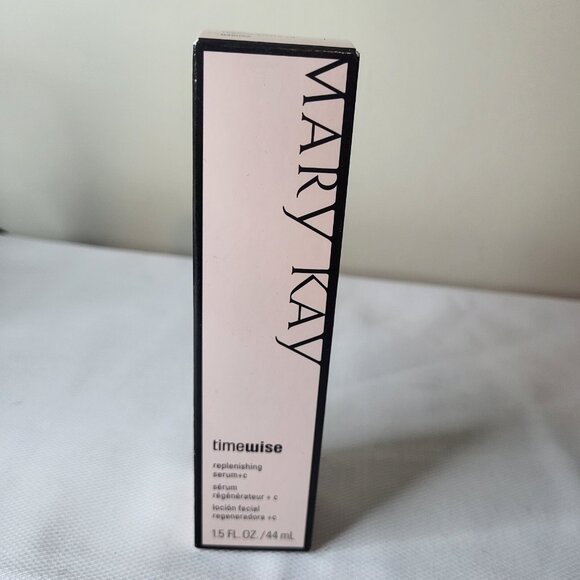 MARY KAY
timewise
replenishing
serum+c
sérum
régénérateur + c
loción facial
regeneradora +c
1.5 FL. OZ. / 44 mL